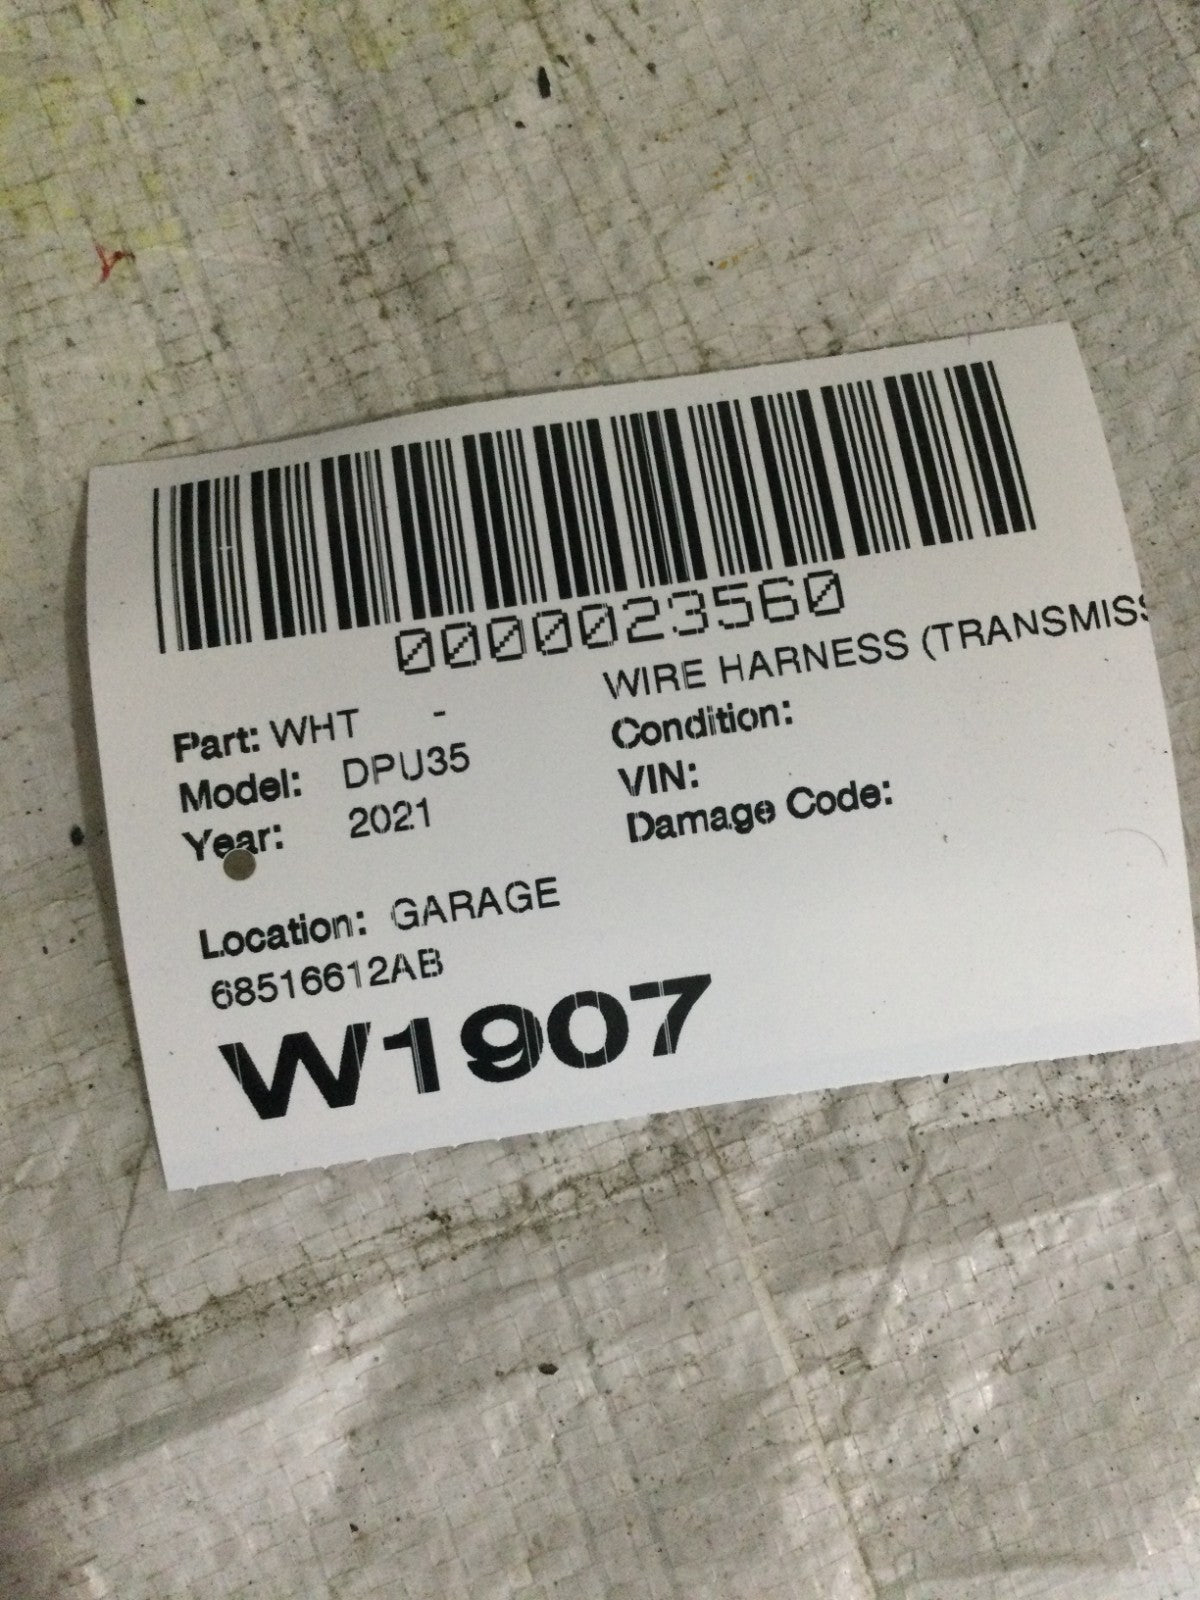 0000023560
Part: WHT - WIRE HARNESS (TRANSMISS
Model: DPU35 Condition:
Year: 2021 VIN:
Damage Code:
Location: GARAGE
68516612AB
W1907